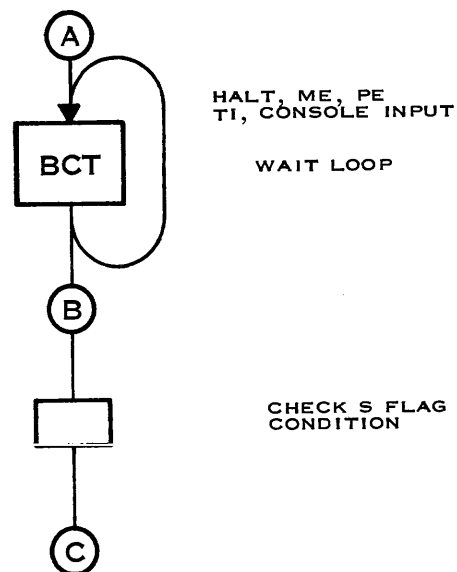 A
HALT, ME, PE
TI, CONSOLE INPUT
BCT
WAIT LOOP
B
CHECK S FLAG
CONDITION
C